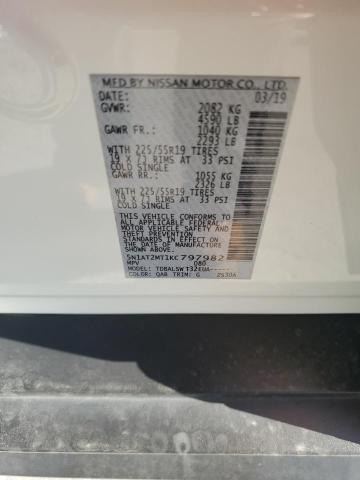 MFD BY NISSAN MOTOR CO., LTD.
DATE: 03/19
GVWR: 2082 KG
4590 LB
GAWR FR.: 1040 KG
2293 LB
WITH 225/55R19 TIRES
19 X 7J RIMS AT 33 PSI
COLD SINGLE
GAWR RR.: 1055 KG
2326 LB
WITH 225/55R19 TIRES
19 X 7J RIMS AT 33 PSI
COLD SINGLE
THIS VEHICLE CONFORMS TO
ALL APPLICABLE FEDERAL
MOTOR VEHICLE SAFETY AND
THEFT PREVENTION STANDARDS
IN EFFECT ON THE DATE OF
MANUFACTURE SHOWN ABOVE.
5N1AT2MT1KC797982
MPV 080
MODEL: TDBALSWT32EUA-----
COLOR: QAB TRIM: G 2S30A